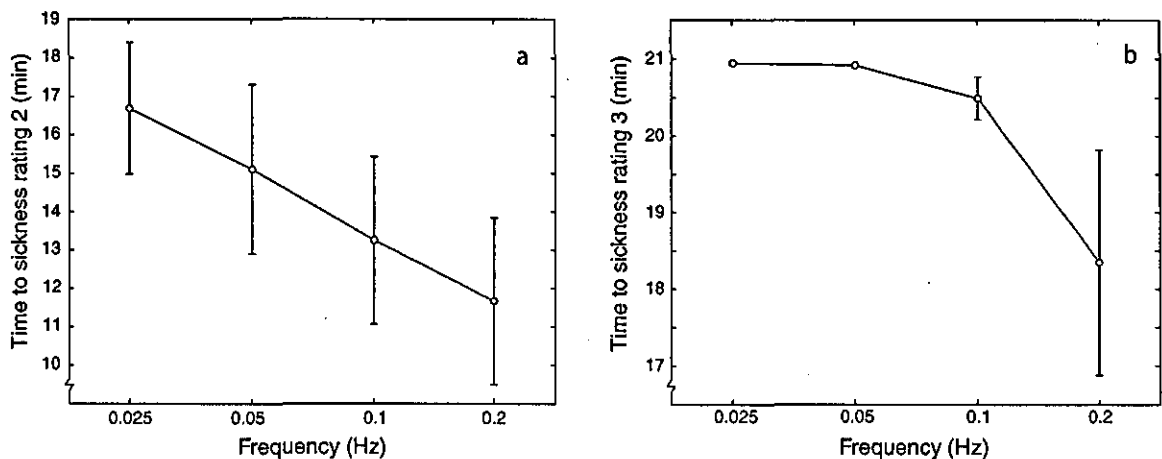 a
Time to sickness rating 2 (min)
19
18
17
16
15
14
13
12
11
10
0.025 0.05 0.1 0.2
Frequency (Hz)
b
Time to sickness rating 3 (min)
21
20
19
18
17
0.025 0.05 0.1 0.2
Frequency (Hz)